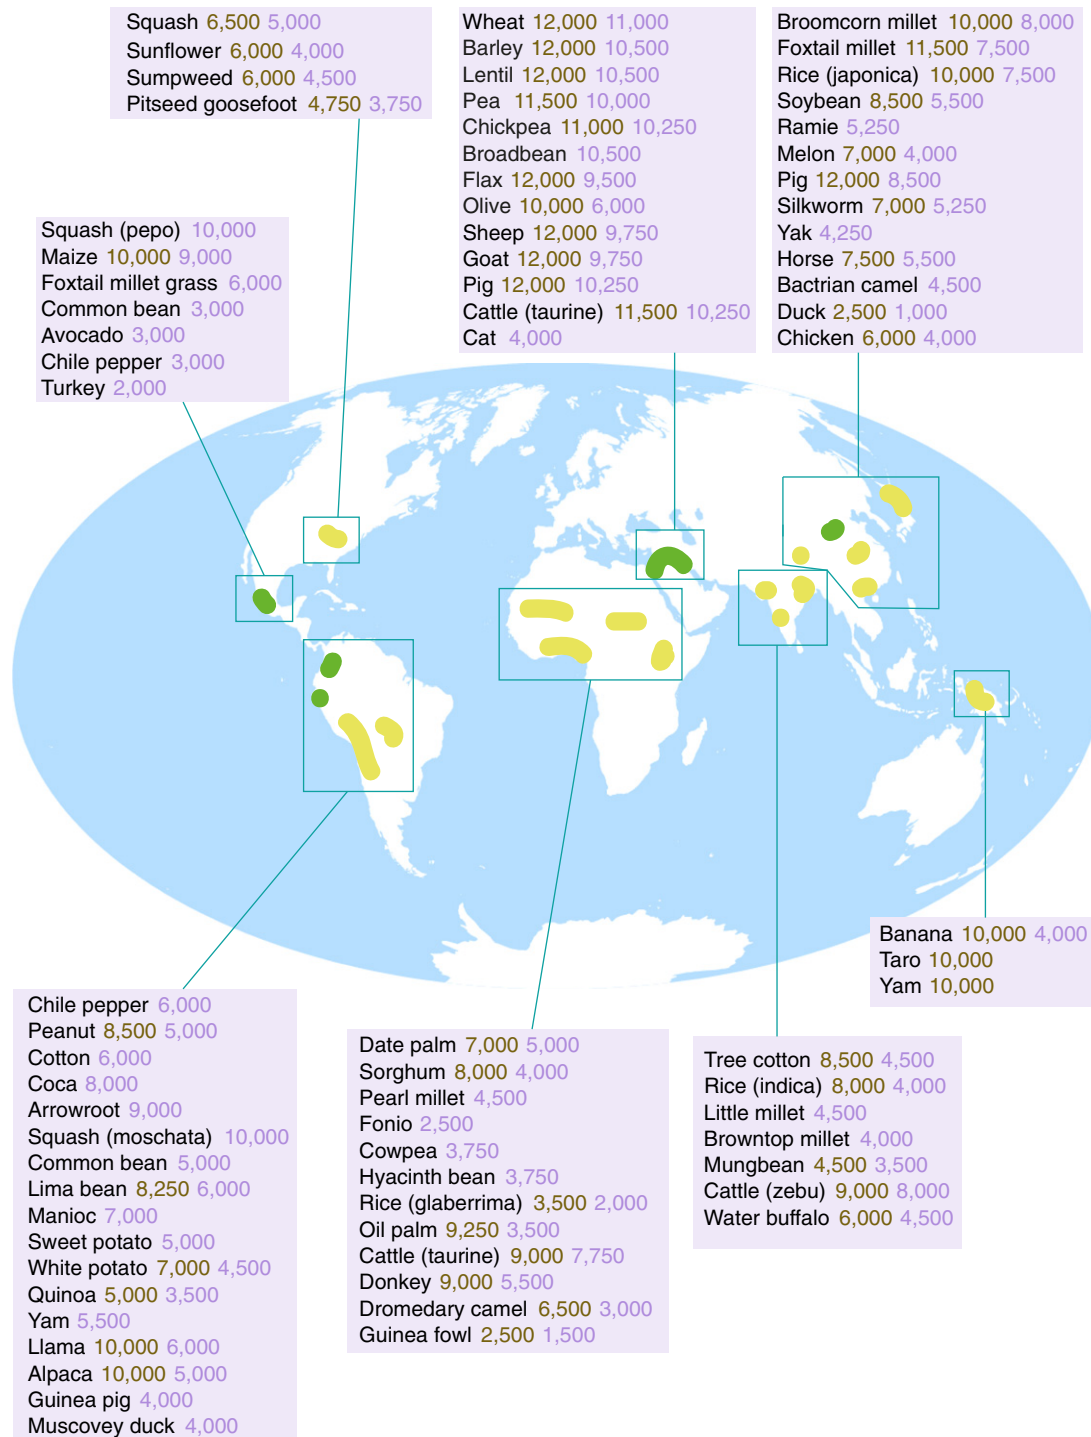 Squash 6,500 5,000
Sunflower 6,000 4,000
Sumpweed 6,000 4,500
Pitseed goosefoot 4,750 3,750
Wheat 12,000 11,000
Barley 12,000 10,500
Lentil 12,000 10,500
Pea 11,500 10,000
Chickpea 11,000 10,250
Broadbean 10,500
Flax 12,000 9,500
Olive 10,000 6,000
Sheep 12,000 9,750
Goat 12,000 9,750
Pig 12,000 10,250
Cattle (taurine) 11,500 10,250
Cat 4,000
Broomcorn millet 10,000 8,000
Foxtail millet 11,500 7,500
Rice (japonica) 10,000 7,500
Soybean 8,500 5,500
Ramie 5,250
Melon 7,000 4,000
Pig 12,000 8,500
Silkworm 7,000 5,250
Yak 4,250
Horse 7,500 5,500
Bactrian camel 4,500
Duck 2,500 1,000
Chicken 6,000 4,000
Squash (pepo) 10,000
Maize 10,000 9,000
Foxtail millet grass 6,000
Common bean 3,000
Avocado 3,000
Chile pepper 3,000
Turkey 2,000
Banana 10,000 4,000
Taro 10,000
Yam 10,000
Chile pepper 6,000
Peanut 8,500 5,000
Cotton 6,000
Coca 8,000
Arrowroot 9,000
Squash (moschata) 10,000
Common bean 5,000
Lima bean 8,250 6,000
Manioc 7,000
Sweet potato 5,000
White potato 7,000 4,500
Quinoa 5,000 3,500
Yam 5,500
Llama 10,000 6,000
Alpaca 10,000 5,000
Guinea pig 4,000
Muscovey duck 4,000
Date palm 7,000 5,000
Sorghum 8,000 4,000
Pearl millet 4,500
Fonio 2,500
Cowpea 3,750
Hyacinth bean 3,750
Rice (glaberrima) 3,500 2,000
Oil palm 9,250 3,500
Cattle (taurine) 9,000 7,750
Donkey 9,000 5,500
Dromedary camel 6,500 3,000
Guinea fowl 2,500 1,500
Tree cotton 8,500 4,500
Rice (indica) 8,000 4,000
Little millet 4,500
Browntop millet 4,000
Mungbean 4,500 3,500
Cattle (zebu) 9,000 8,000
Water buffalo 6,000 4,500